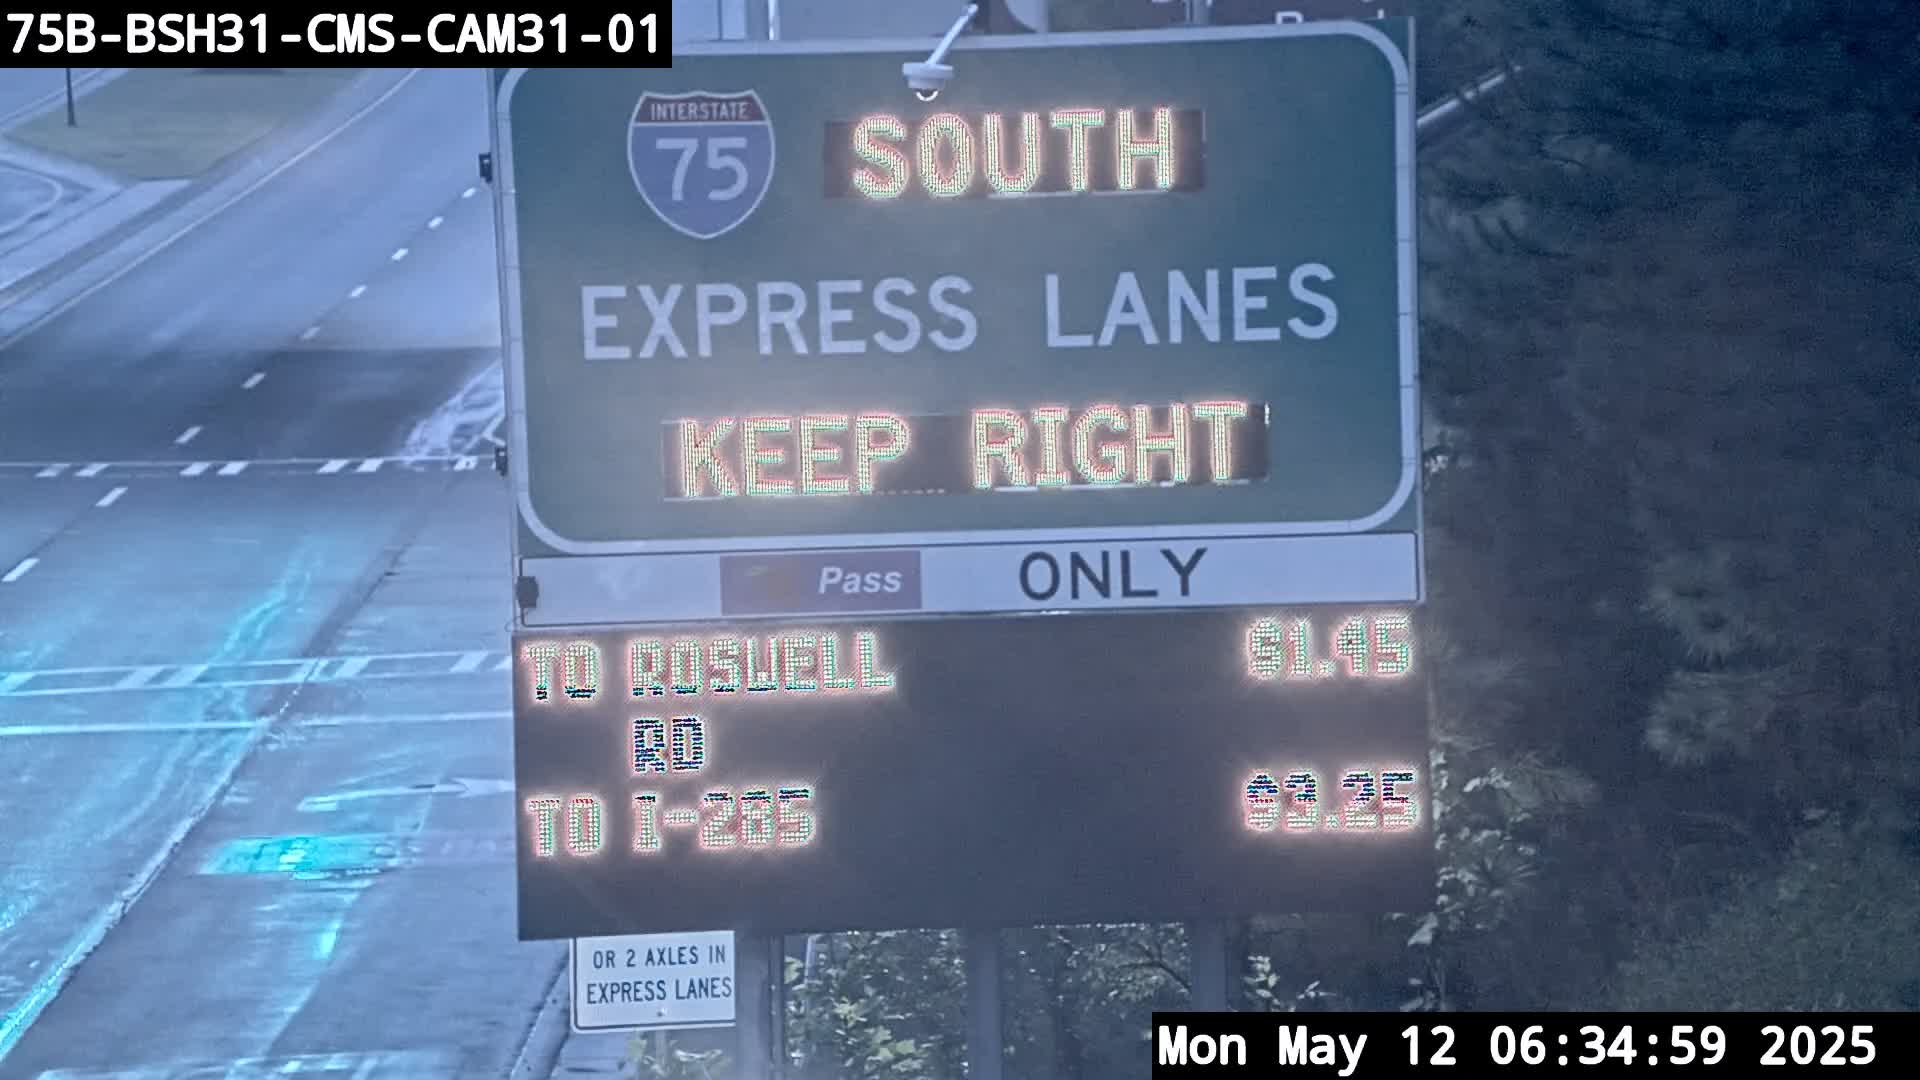 75B-BSH31-CMS-CAM31-01
INTERSTATE
75
SOUTH
EXPRESS LANES
KEEP RIGHT
Pass ONLY
TO ROSWELL $1.45
RD
TO I-285 $3.25
OR 2 AXLES IN
EXPRESS LANES
Mon May 12 06:34:59 2025